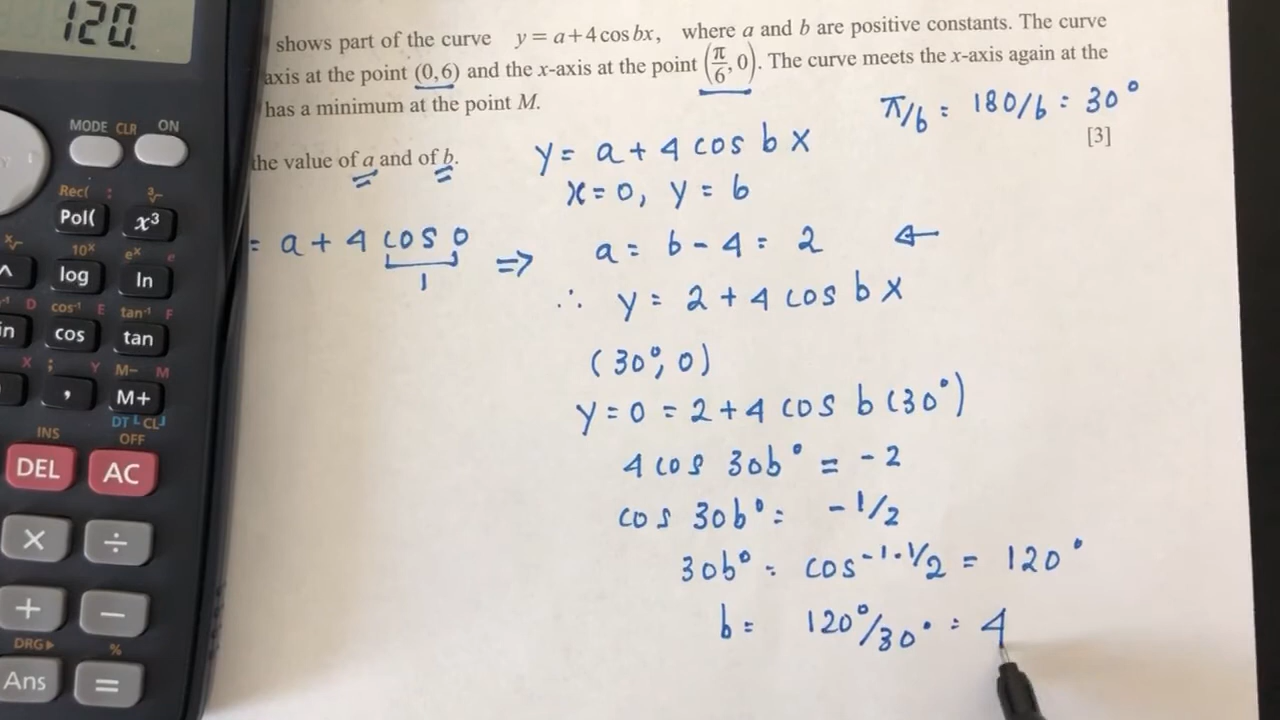 120.
shows part of the curve y = a+4 cos bx, where a and b are positive constants. The curve
axis at the point (0,6) and the x-axis at the point (π/6, 0). The curve meets the x-axis again at the
has a minimum at the point M.
π/6 = 180/6 = 30°
[3]
the value of a and of b.
y = a + 4 cos b x
x = 0, y = 6
= a + 4 cos 0 ⇒ a = 6 - 4 = 2 ←
1
∴ y = 2 + 4 cos b x
(30°, 0)
y = 0 = 2 + 4 cos b (30°)
4 cos 30b° = -2
cos 30b° = -1/2
30b° = cos⁻¹·1/2 = 120°
b = 120°/30° = 4
MODE CLR ON
Rec( : ³√
Pol( x³
10ˣ eˣ e
^ log ln
D cos⁻¹ E tan⁻¹ F
cos tan
X ; Y M- M
, M+
INS DT CL
OFF
DEL AC
× ÷
+ −
DRG▶ %
Ans =